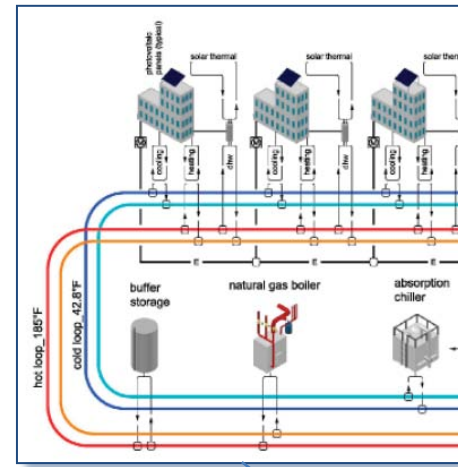 photovoltaic
panels (typical)
solar thermal
solar thermal
solar therm
cooling
heating
dhw
cooling
heating
dhw
cooling
heating
E
E
E
buffer
storage
natural gas boiler
absorption
chiller
hot loop_185°F
cold loop_42.8°F